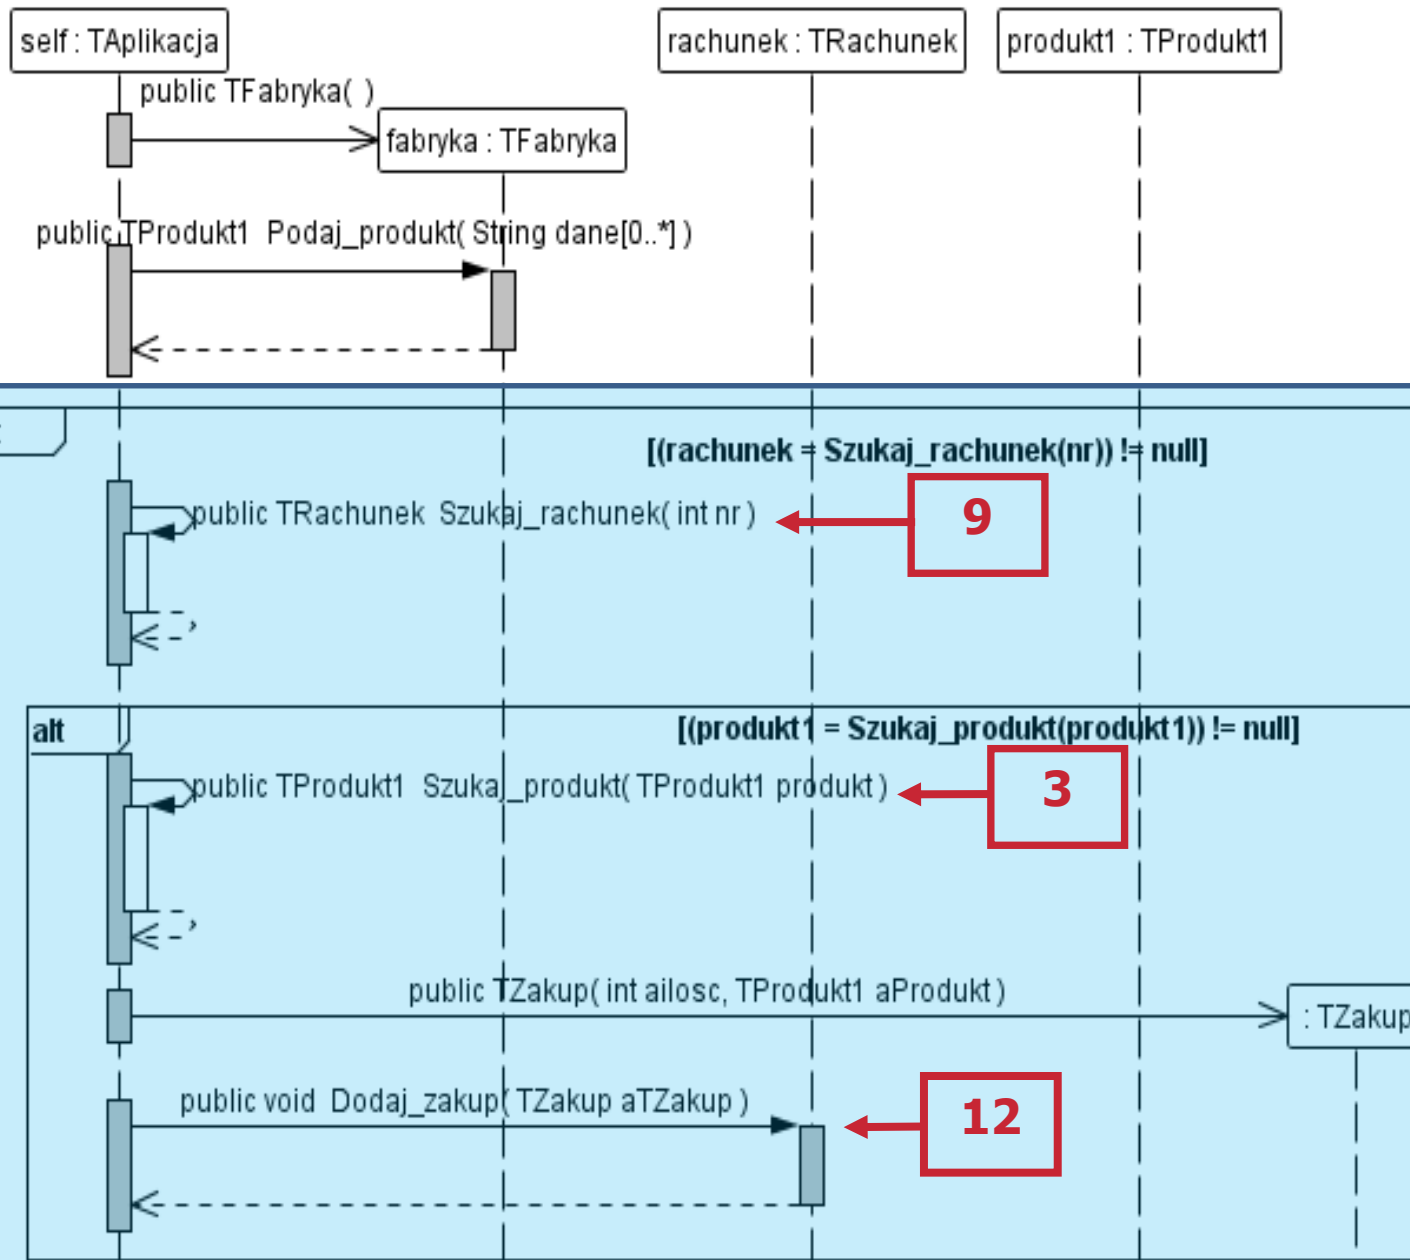 self : TAplikacja
rachunek : TRachunek
produkt1 : TProdukt1
public TFabryka( )
fabryka : TFabryka
public TProdukt1 Podaj_produkt( String dane[0..*] )
[(rachunek = Szukaj_rachunek(nr)) != null]
public TRachunek Szukaj_rachunek( int nr )
9
alt
[(produkt1 = Szukaj_produkt(produkt1)) != null]
public TProdukt1 Szukaj_produkt( TProdukt1 produkt )
3
public TZakup( int ailosc, TProdukt1 aProdukt )
: TZakup
public void Dodaj_zakup( TZakup aTZakup )
12